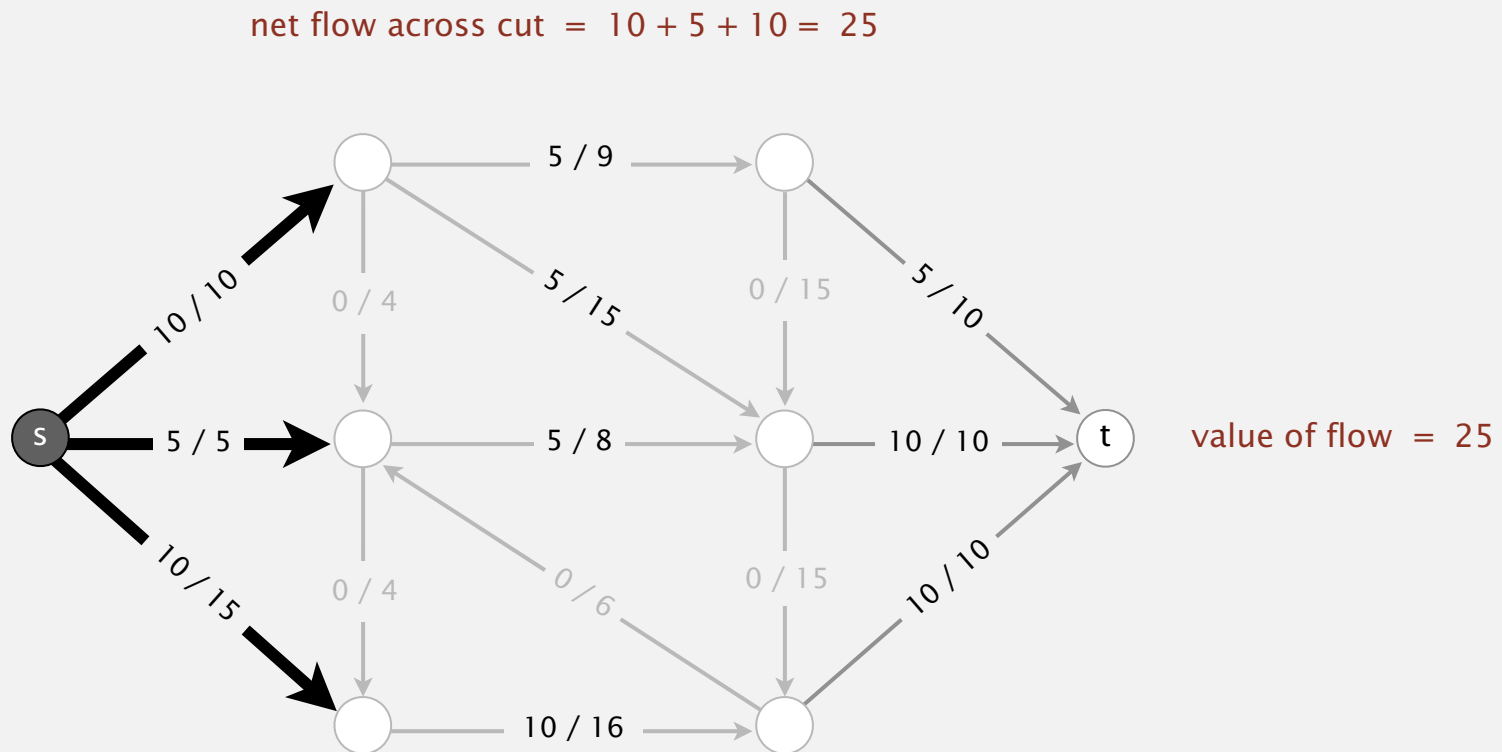 net flow across cut = 10 + 5 + 10 = 25
5 / 9
10 / 10
0 / 4
5 / 15
0 / 15
5 / 10
s
5 / 5
5 / 8
10 / 10
t
value of flow = 25
10 / 15
0 / 4
0 / 6
0 / 15
10 / 10
10 / 16